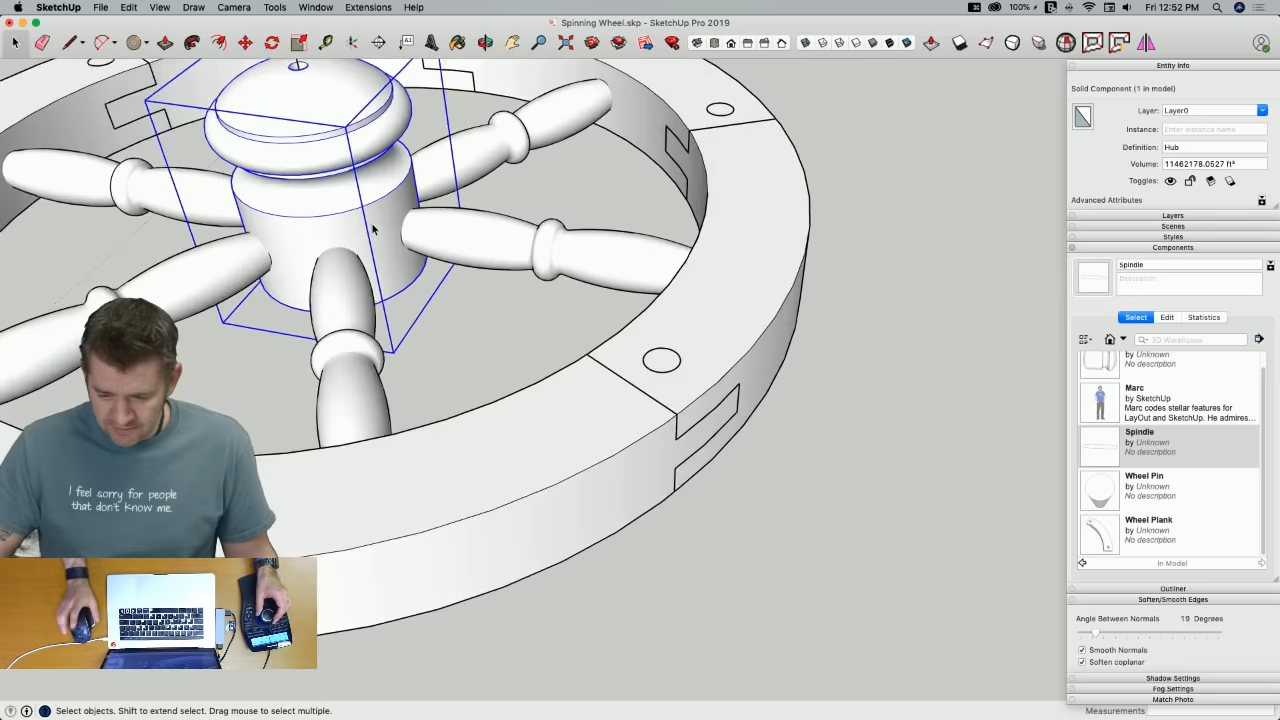 SketchUp File Edit View Draw Camera Tools Window Extensions Help
100% Fri 12:52 PM
Spinning Wheel.skp - SketchUp Pro 2019
Entity Info
Solid Component (1 in model)
Layer: Layer0
Instance: Enter instance name
Definition: Hub
Volume: 11462178.0527 ft³
Toggles:
Advanced Attributes
Layers
Scenes
Styles
Components
Spindle
Description
Select Edit Statistics
3D Warehouse
by Unknown
No description
Marc
by SketchUp
Marc codes stellar features for
LayOut and SketchUp. He admires...
Spindle
by Unknown
No description
Wheel Pin
by Unknown
No description
Wheel Plank
by Unknown
No description
In Model
Outliner
Soften/Smooth Edges
Angle Between Normals 19 Degrees
Smooth Normals
Soften coplanar
Shadow Settings
Fog Settings
Match Photo
I feel sorry for people
that don't know me.
Select objects. Shift to extend select. Drag mouse to select multiple.
Measurements